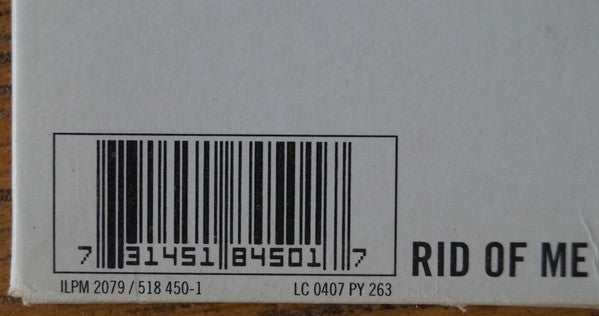 7 31451 84501 7
RID OF ME
ILPM 2079 / 518 450-1 LC 0407 PY 263